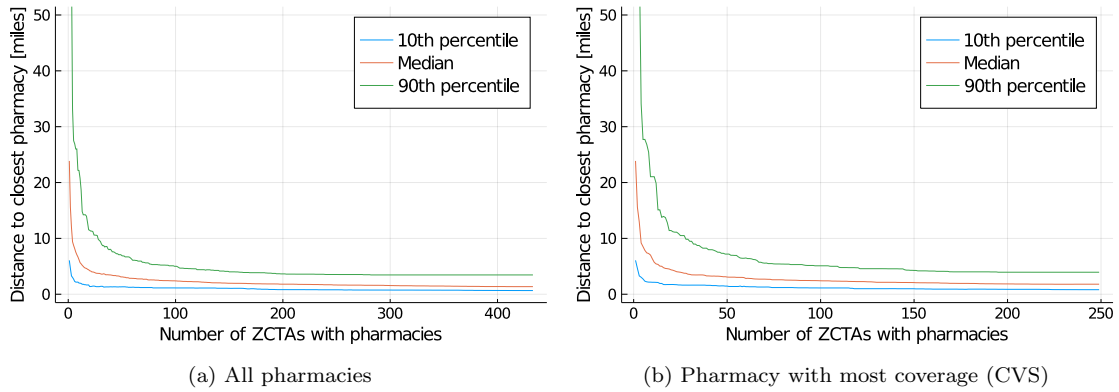 Distance to closest pharmacy [miles]
50
40
30
20
10
0
10th percentile
Median
90th percentile
0
100
200
300
400
Number of ZCTAs with pharmacies
(a) All pharmacies
Distance to closest pharmacy [miles]
50
40
30
20
10
0
10th percentile
Median
90th percentile
0
50
100
150
200
250
Number of ZCTAs with pharmacies
(b) Pharmacy with most coverage (CVS)